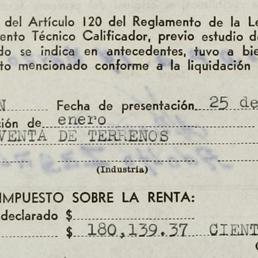 del Artículo 120 del Reglamento de la Le
ento Técnico Calificador, previo estudio de
do se indica en antecedentes, tuvo a bie
to mencionado conforme a la liquidación
N Fecha de presentación 25 de
ción de enero
VENTA DE TERRENOS
(Industria)
IMPUESTO SOBRE LA RENTA:
declarado $
$ 180,139.37 CIENT